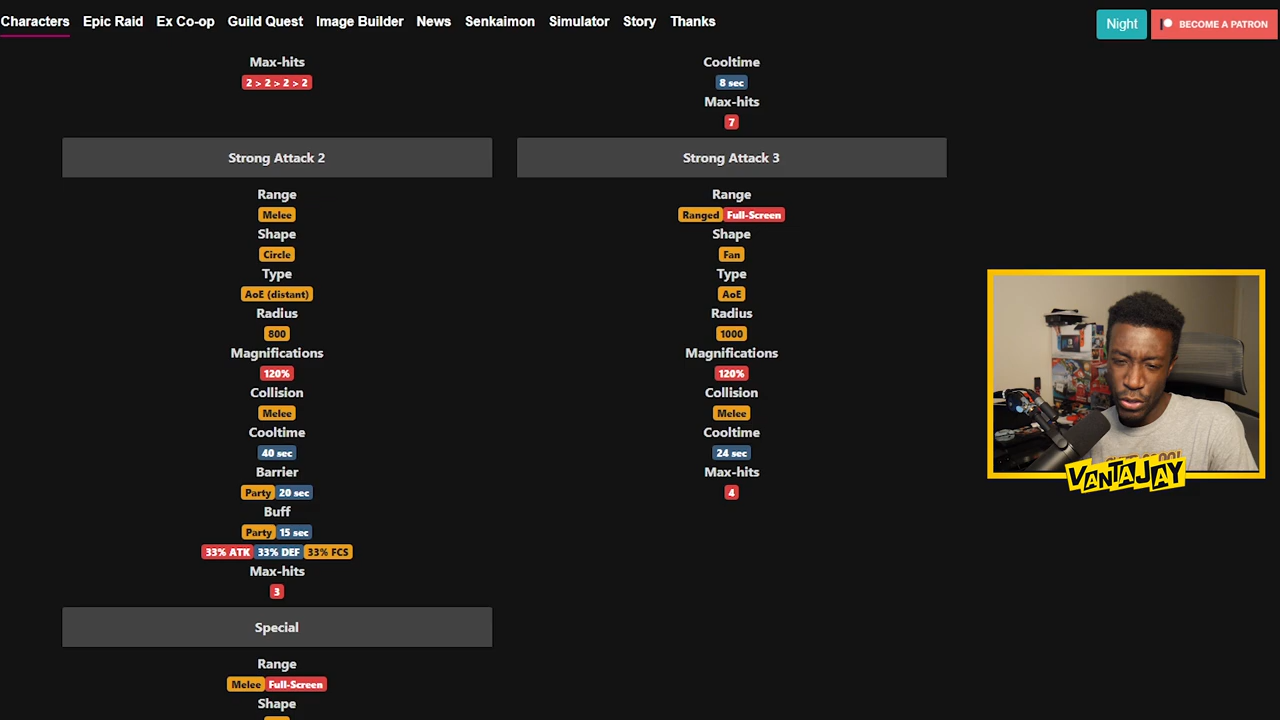 Characters Epic Raid Ex Co-op Guild Quest Image Builder News Senkaimon Simulator Story Thanks Night BECOME A PATRON
Max-hits
2 > 2 > 2 > 2
Cooltime
8 sec
Max-hits
7
Strong Attack 2
Range
Melee
Shape
Circle
Type
AoE (distant)
Radius
800
Magnifications
120%
Collision
Melee
Cooltime
40 sec
Barrier
Party 20 sec
Buff
Party 15 sec
33% ATK 33% DEF 33% FCS
Max-hits
3
Strong Attack 3
Range
Ranged Full-Screen
Shape
Fan
Type
AoE
Radius
1000
Magnifications
120%
Collision
Melee
Cooltime
24 sec
Max-hits
4
Special
Range
Melee Full-Screen
Shape
VANTAJAY